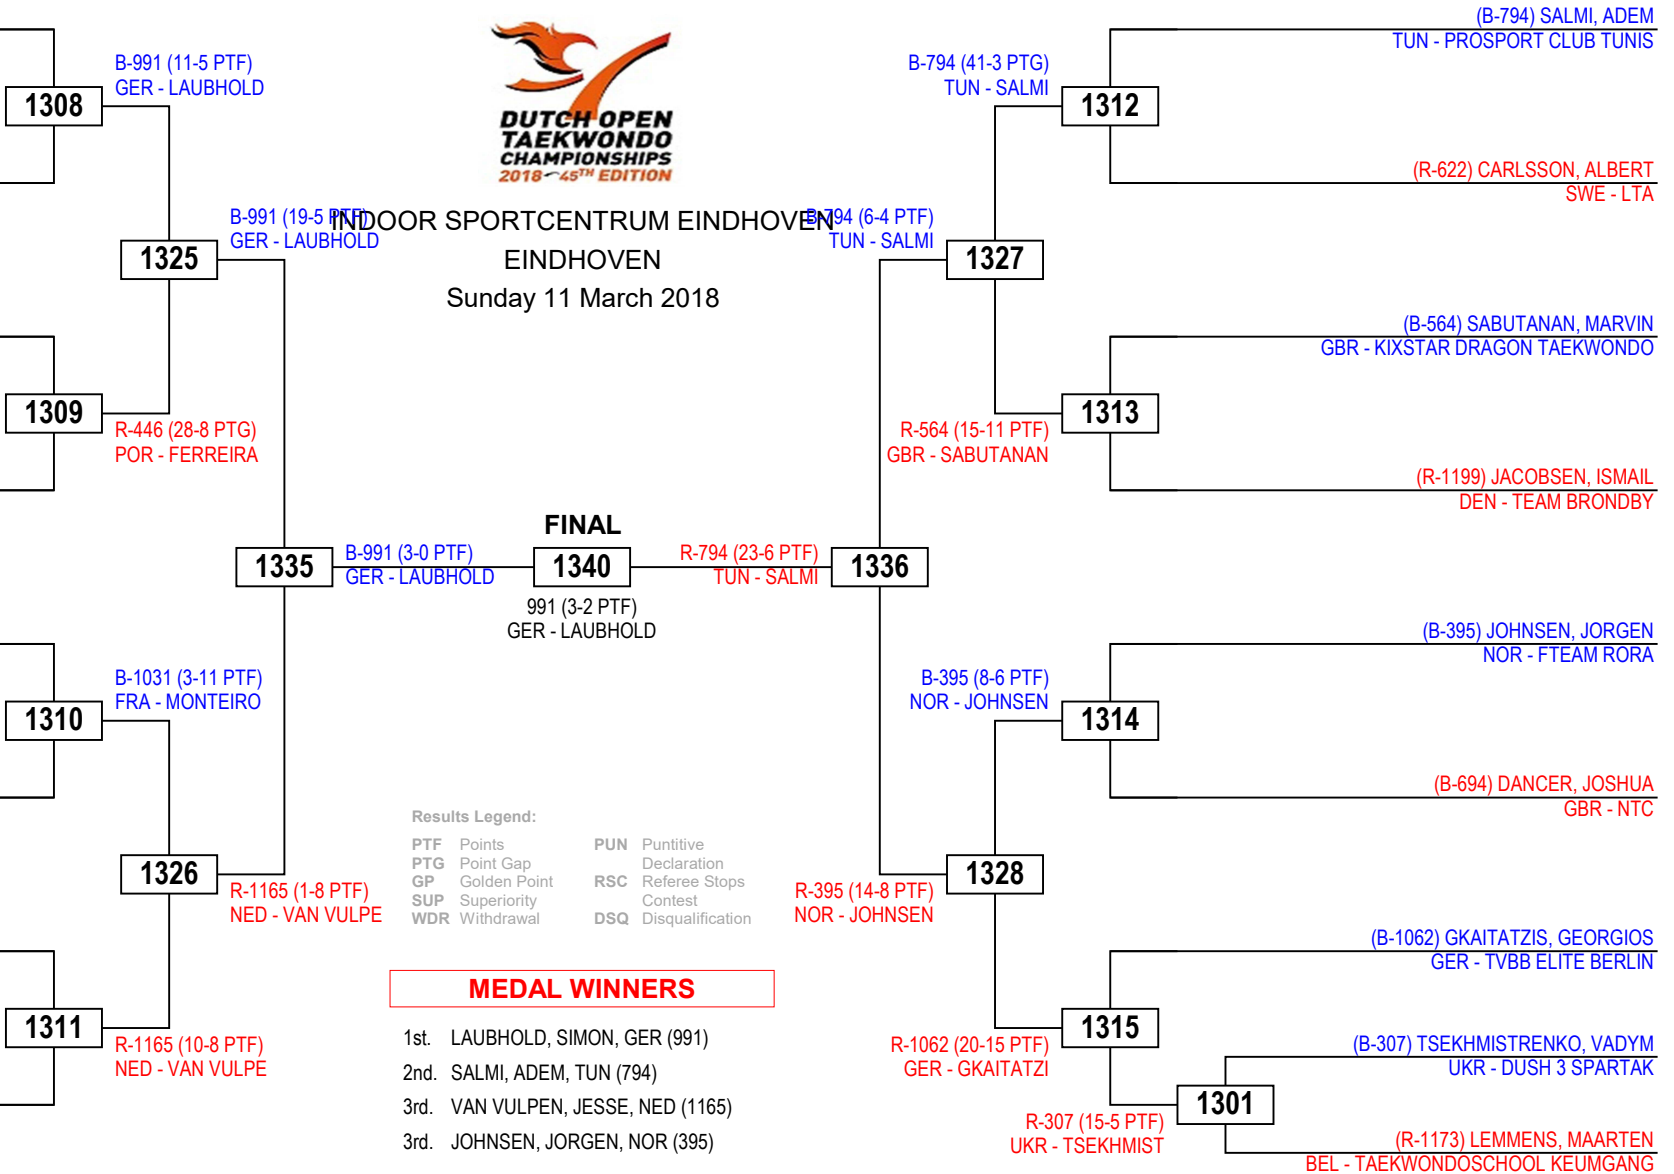 DUTCH OPEN
TAEKWONDO
CHAMPIONSHIPS
2018 45TH EDITION
INDOOR SPORTCENTRUM EINDHOVEN
EINDHOVEN
Sunday 11 March 2018
1308
B-991 (11-5 PTF)
GER - LAUBHOLD
1325
B-991 (19-5 PTF)
GER - LAUBHOLD
1309
R-446 (28-8 PTG)
POR - FERREIRA
1335
B-991 (3-0 PTF)
GER - LAUBHOLD
1310
B-1031 (3-11 PTF)
FRA - MONTEIRO
1326
R-1165 (1-8 PTF)
NED - VAN VULPE
1311
R-1165 (10-8 PTF)
NED - VAN VULPE
FINAL
1340
991 (3-2 PTF)
GER - LAUBHOLD
R-794 (23-6 PTF)
TUN - SALMI
1336
B-794 (6-4 PTF)
TUN - SALMI
1327
B-794 (41-3 PTG)
TUN - SALMI
1312
(B-794) SALMI, ADEM
TUN - PROSPORT CLUB TUNIS
(R-622) CARLSSON, ALBERT
SWE - LTA
R-564 (15-11 PTF)
GBR - SABUTANAN
1313
(B-564) SABUTANAN, MARVIN
GBR - KIXSTAR DRAGON TAEKWONDO
(R-1199) JACOBSEN, ISMAIL
DEN - TEAM BRONDBY
R-395 (14-8 PTF)
NOR - JOHNSEN
1328
B-395 (8-6 PTF)
NOR - JOHNSEN
1314
(B-395) JOHNSEN, JORGEN
NOR - FTEAM RORA
(B-694) DANCER, JOSHUA
GBR - NTC
R-1062 (20-15 PTF)
GER - GKAITATZI
1315
(B-1062) GKAITATZIS, GEORGIOS
GER - TVBB ELITE BERLIN
R-307 (15-5 PTF)
UKR - TSEKHMIST
1301
(B-307) TSEKHMISTRENKO, VADYM
UKR - DUSH 3 SPARTAK
(R-1173) LEMMENS, MAARTEN
BEL - TAEKWONDOSCHOOL KEUMGANG
Results Legend:
PTF Points
PTG Point Gap
GP Golden Point
SUP Superiority
WDR Withdrawal
PUN Puntitive
Declaration
RSC Referee Stops
Contest
DSQ Disqualification
MEDAL WINNERS
1st. LAUBHOLD, SIMON, GER (991)
2nd. SALMI, ADEM, TUN (794)
3rd. VAN VULPEN, JESSE, NED (1165)
3rd. JOHNSEN, JORGEN, NOR (395)